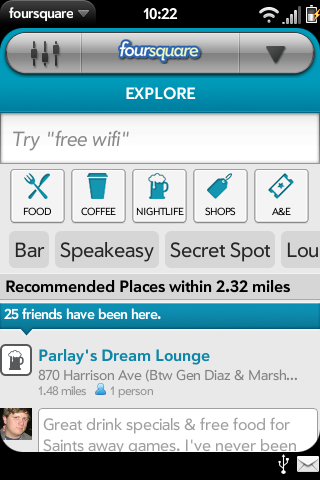 foursquare 10:22
foursquare
EXPLORE
Try "free wifi"
FOOD COFFEE NIGHTLIFE SHOPS A&E
Bar Speakeasy Secret Spot Lou
Recommended Places within 2.32 miles
25 friends have been here.
Parlay's Dream Lounge
870 Harrison Ave (Btw Gen Diaz & Marsh...
1.48 miles 1 person
Great drink specials & free food for
Saints away games. I've never been